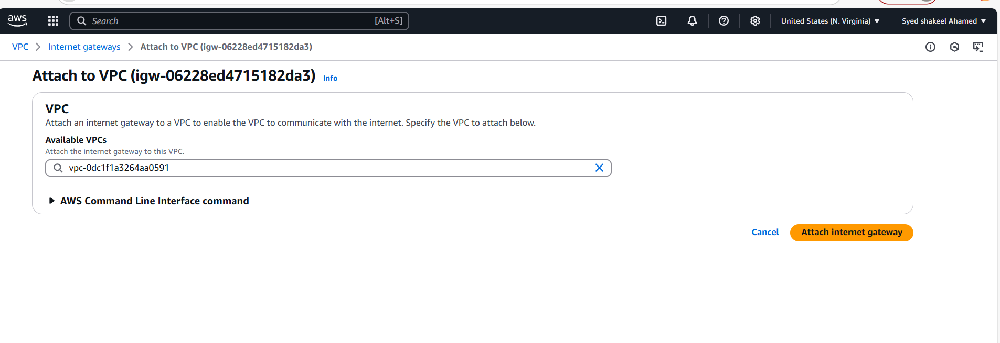 aws
Search [Alt+S] United States (N. Virginia) Syed shakeel Ahamed
VPC Internet gateways Attach to VPC (igw-06228ed4715182da3)
Attach to VPC (igw-06228ed4715182da3) Info
VPC
Attach an internet gateway to a VPC to enable the VPC to communicate with the internet. Specify the VPC to attach below.
Available VPCs
Attach the internet gateway to this VPC.
vpc-0dc1f1a3264aa0591
AWS Command Line Interface command
Cancel Attach internet gateway